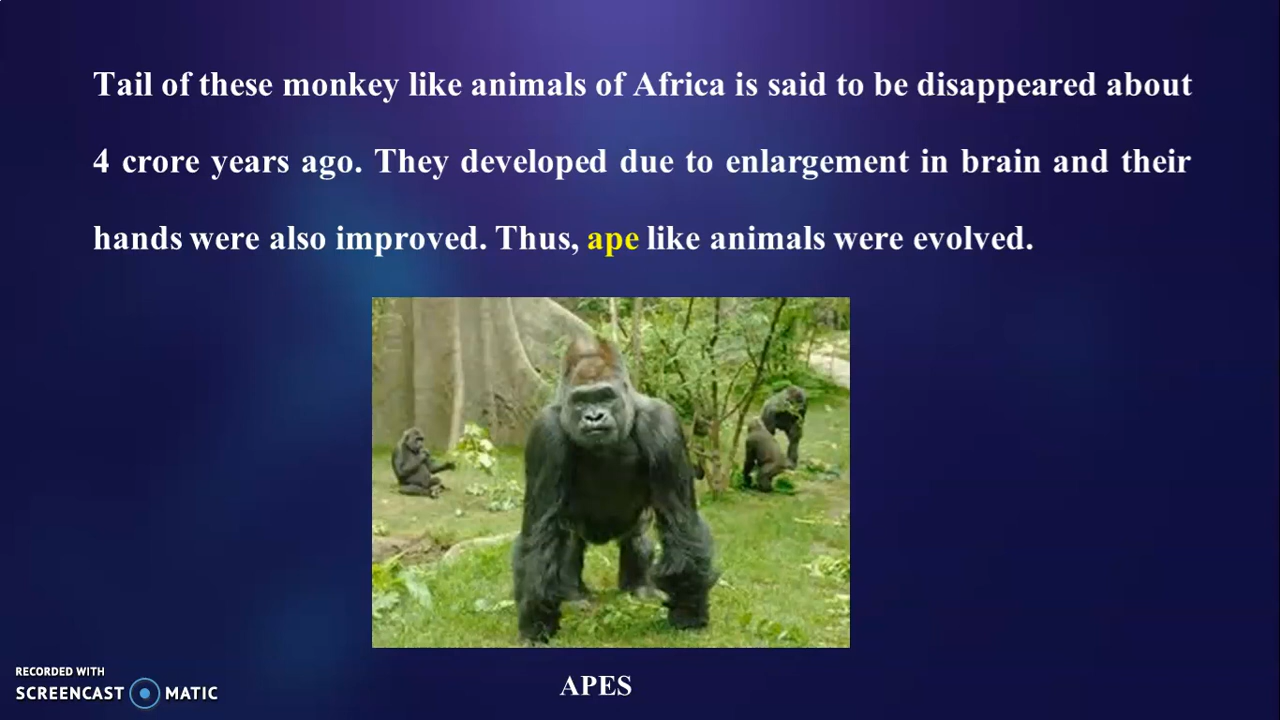 Tail of these monkey like animals of Africa is said to be disappeared about
4 crore years ago. They developed due to enlargement in brain and their
hands were also improved. Thus, ape like animals were evolved.
APES
RECORDED WITH
SCREENCAST MATIC